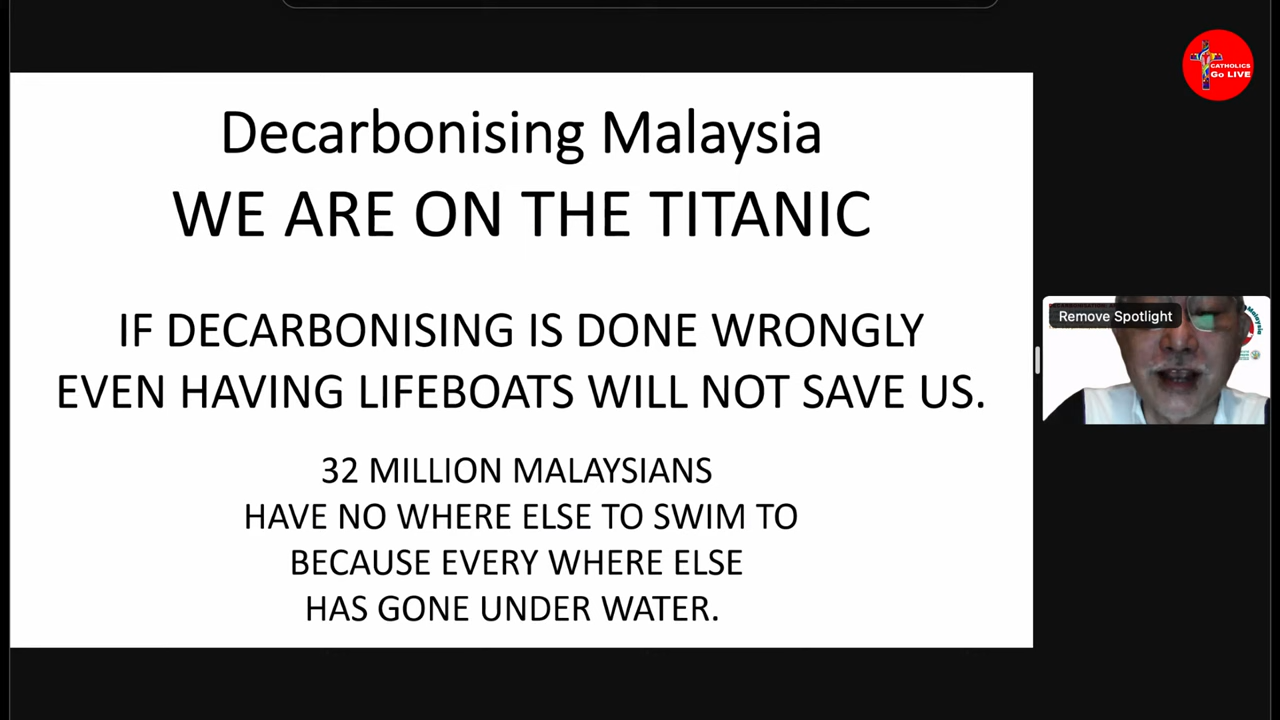 Decarbonising Malaysia
WE ARE ON THE TITANIC
IF DECARBONISING IS DONE WRONGLY
EVEN HAVING LIFEBOATS WILL NOT SAVE US.
32 MILLION MALAYSIANS
HAVE NO WHERE ELSE TO SWIM TO
BECAUSE EVERY WHERE ELSE
HAS GONE UNDER WATER.
CATHOLICS
Go LIVE
Remove Spotlight
Malaysia